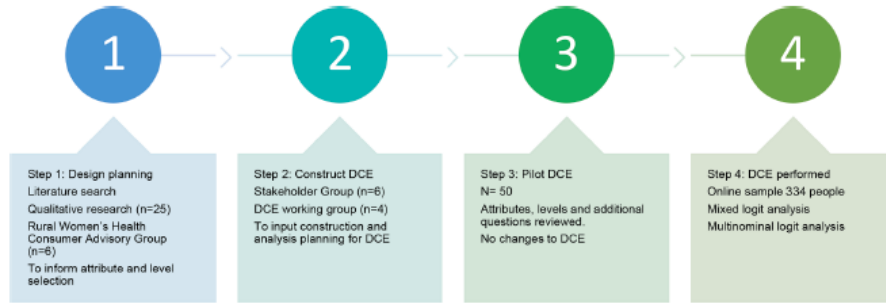 1
2
3
4
Step 1: Design planning
Literature search
Qualitative research (n=25)
Rural Women's Health
Consumer Advisory Group
(n=6)
To inform attribute and level
selection
Step 2: Construct DCE
Stakeholder Group (n=6)
DCE working group (n=4)
To input construction and
analysis planning for DCE
Step 3: Pilot DCE
N= 50
Attributes, levels and additional
questions reviewed.
No changes to DCE
Step 4: DCE performed
Online sample 334 people
Mixed logit analysis
Multinominal logit analysis